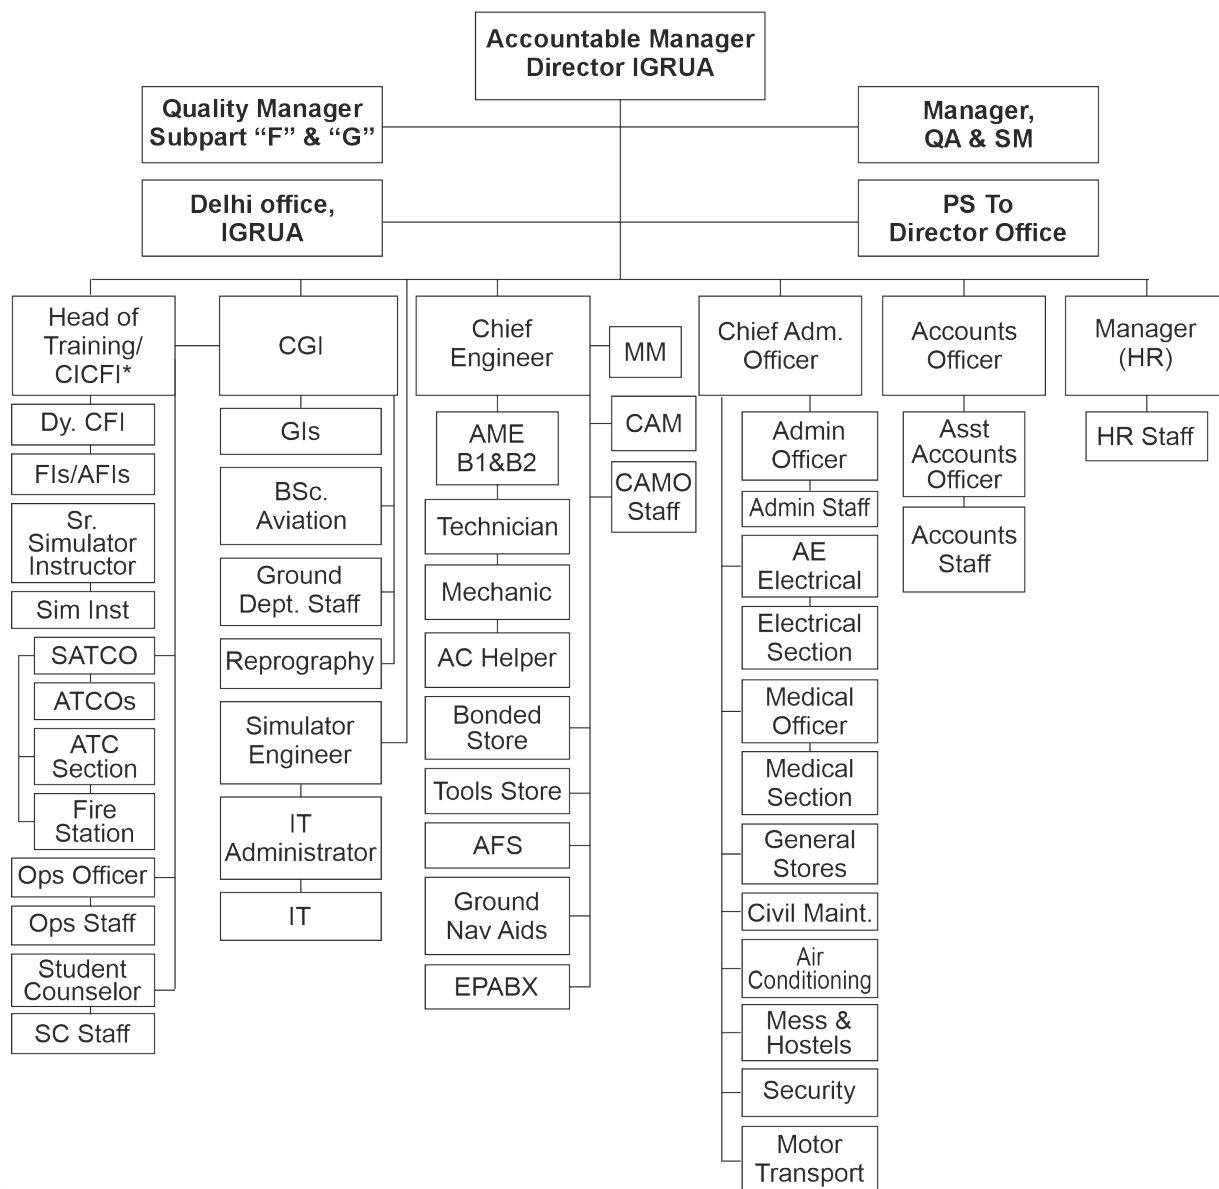 Accountable Manager
Director IGRUA
Quality Manager
Subpart “F” & “G”
Manager,
QA & SM
Delhi office,
IGRUA
PS To
Director Office
Head of
Training/
CICFI*
CGI
Chief
Engineer
MM
Chief Adm.
Officer
Accounts
Officer
Manager
(HR)
Dy. CFI
FIs/AFIs
Sr.
Simulator
Instructor
Sim Inst
SATCO
ATCOs
ATC
Section
Fire
Station
Ops Officer
Ops Staff
Student
Counselor
SC Staff
GIs
BSc.
Aviation
Ground
Dept. Staff
Reprography
Simulator
Engineer
IT
Administrator
IT
AME
B1&B2
Technician
Mechanic
AC Helper
Bonded
Store
Tools Store
AFS
Ground
Nav Aids
EPABX
CAM
CAMO
Staff
Admin
Officer
Admin Staff
AE
Electrical
Electrical
Section
Medical
Officer
Medical
Section
General
Stores
Civil Maint.
Air
Conditioning
Mess &
Hostels
Security
Motor
Transport
Asst
Accounts
Officer
Accounts
Staff
HR Staff